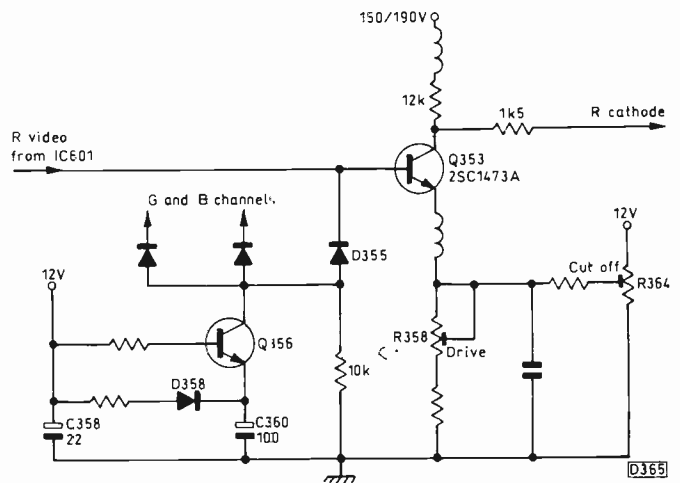 150/190V
12k
1k5
R cathode
R video
from IC601
Q353
2SC1473A
G and B channels
12V
D355
12V
Cut off
R364
Q356
R358
Drive
10k
D358
C358
22
C360
100
D365